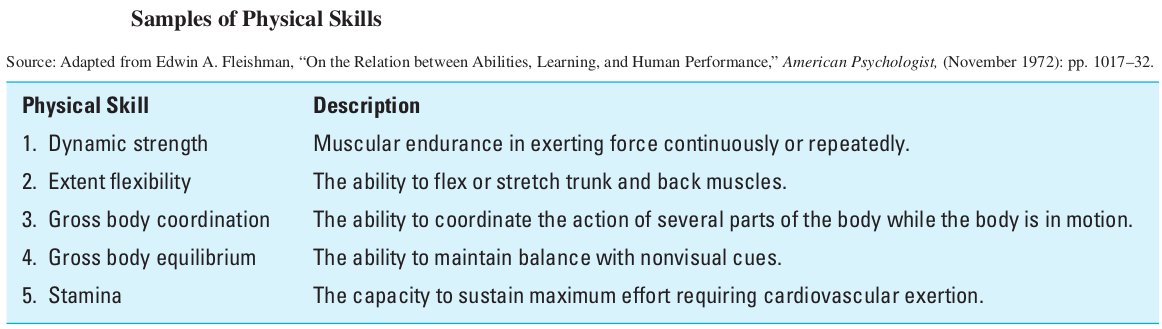 Samples of Physical Skills
Source: Adapted from Edwin A. Fleishman, “On the Relation between Abilities, Learning, and Human Performance,” American Psychologist, (November 1972): pp. 1017–32.
Physical Skill Description
1. Dynamic strength Muscular endurance in exerting force continuously or repeatedly.
2. Extent flexibility The ability to flex or stretch trunk and back muscles.
3. Gross body coordination The ability to coordinate the action of several parts of the body while the body is in motion.
4. Gross body equilibrium The ability to maintain balance with nonvisual cues.
5. Stamina The capacity to sustain maximum effort requiring cardiovascular exertion.